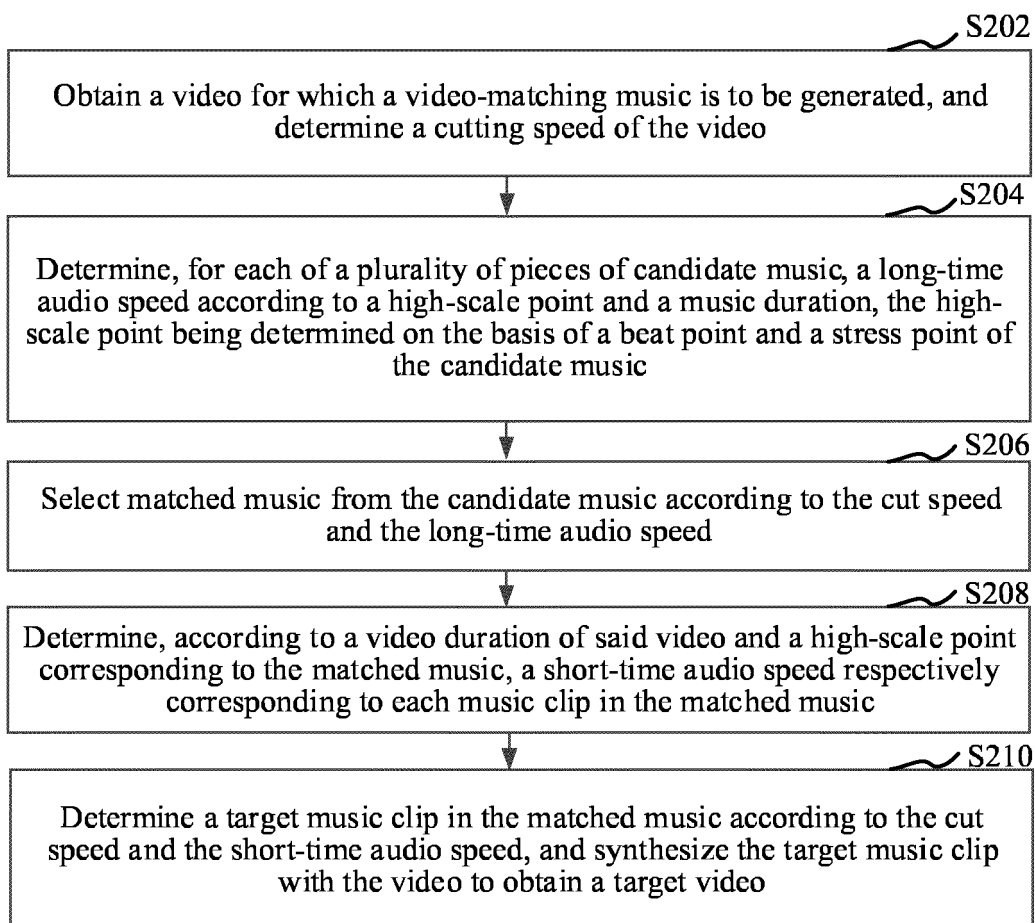 S202
Obtain a video for which a video-matching music is to be generated, and
determine a cutting speed of the video
S204
Determine, for each of a plurality of pieces of candidate music, a long-time
audio speed according to a high-scale point and a music duration, the high-
scale point being determined on the basis of a beat point and a stress point of
the candidate music
S206
Select matched music from the candidate music according to the cut speed
and the long-time audio speed
S208
Determine, according to a video duration of said video and a high-scale point
corresponding to the matched music, a short-time audio speed respectively
corresponding to each music clip in the matched music
S210
Determine a target music clip in the matched music according to the cut
speed and the short-time audio speed, and synthesize the target music clip
with the video to obtain a target video